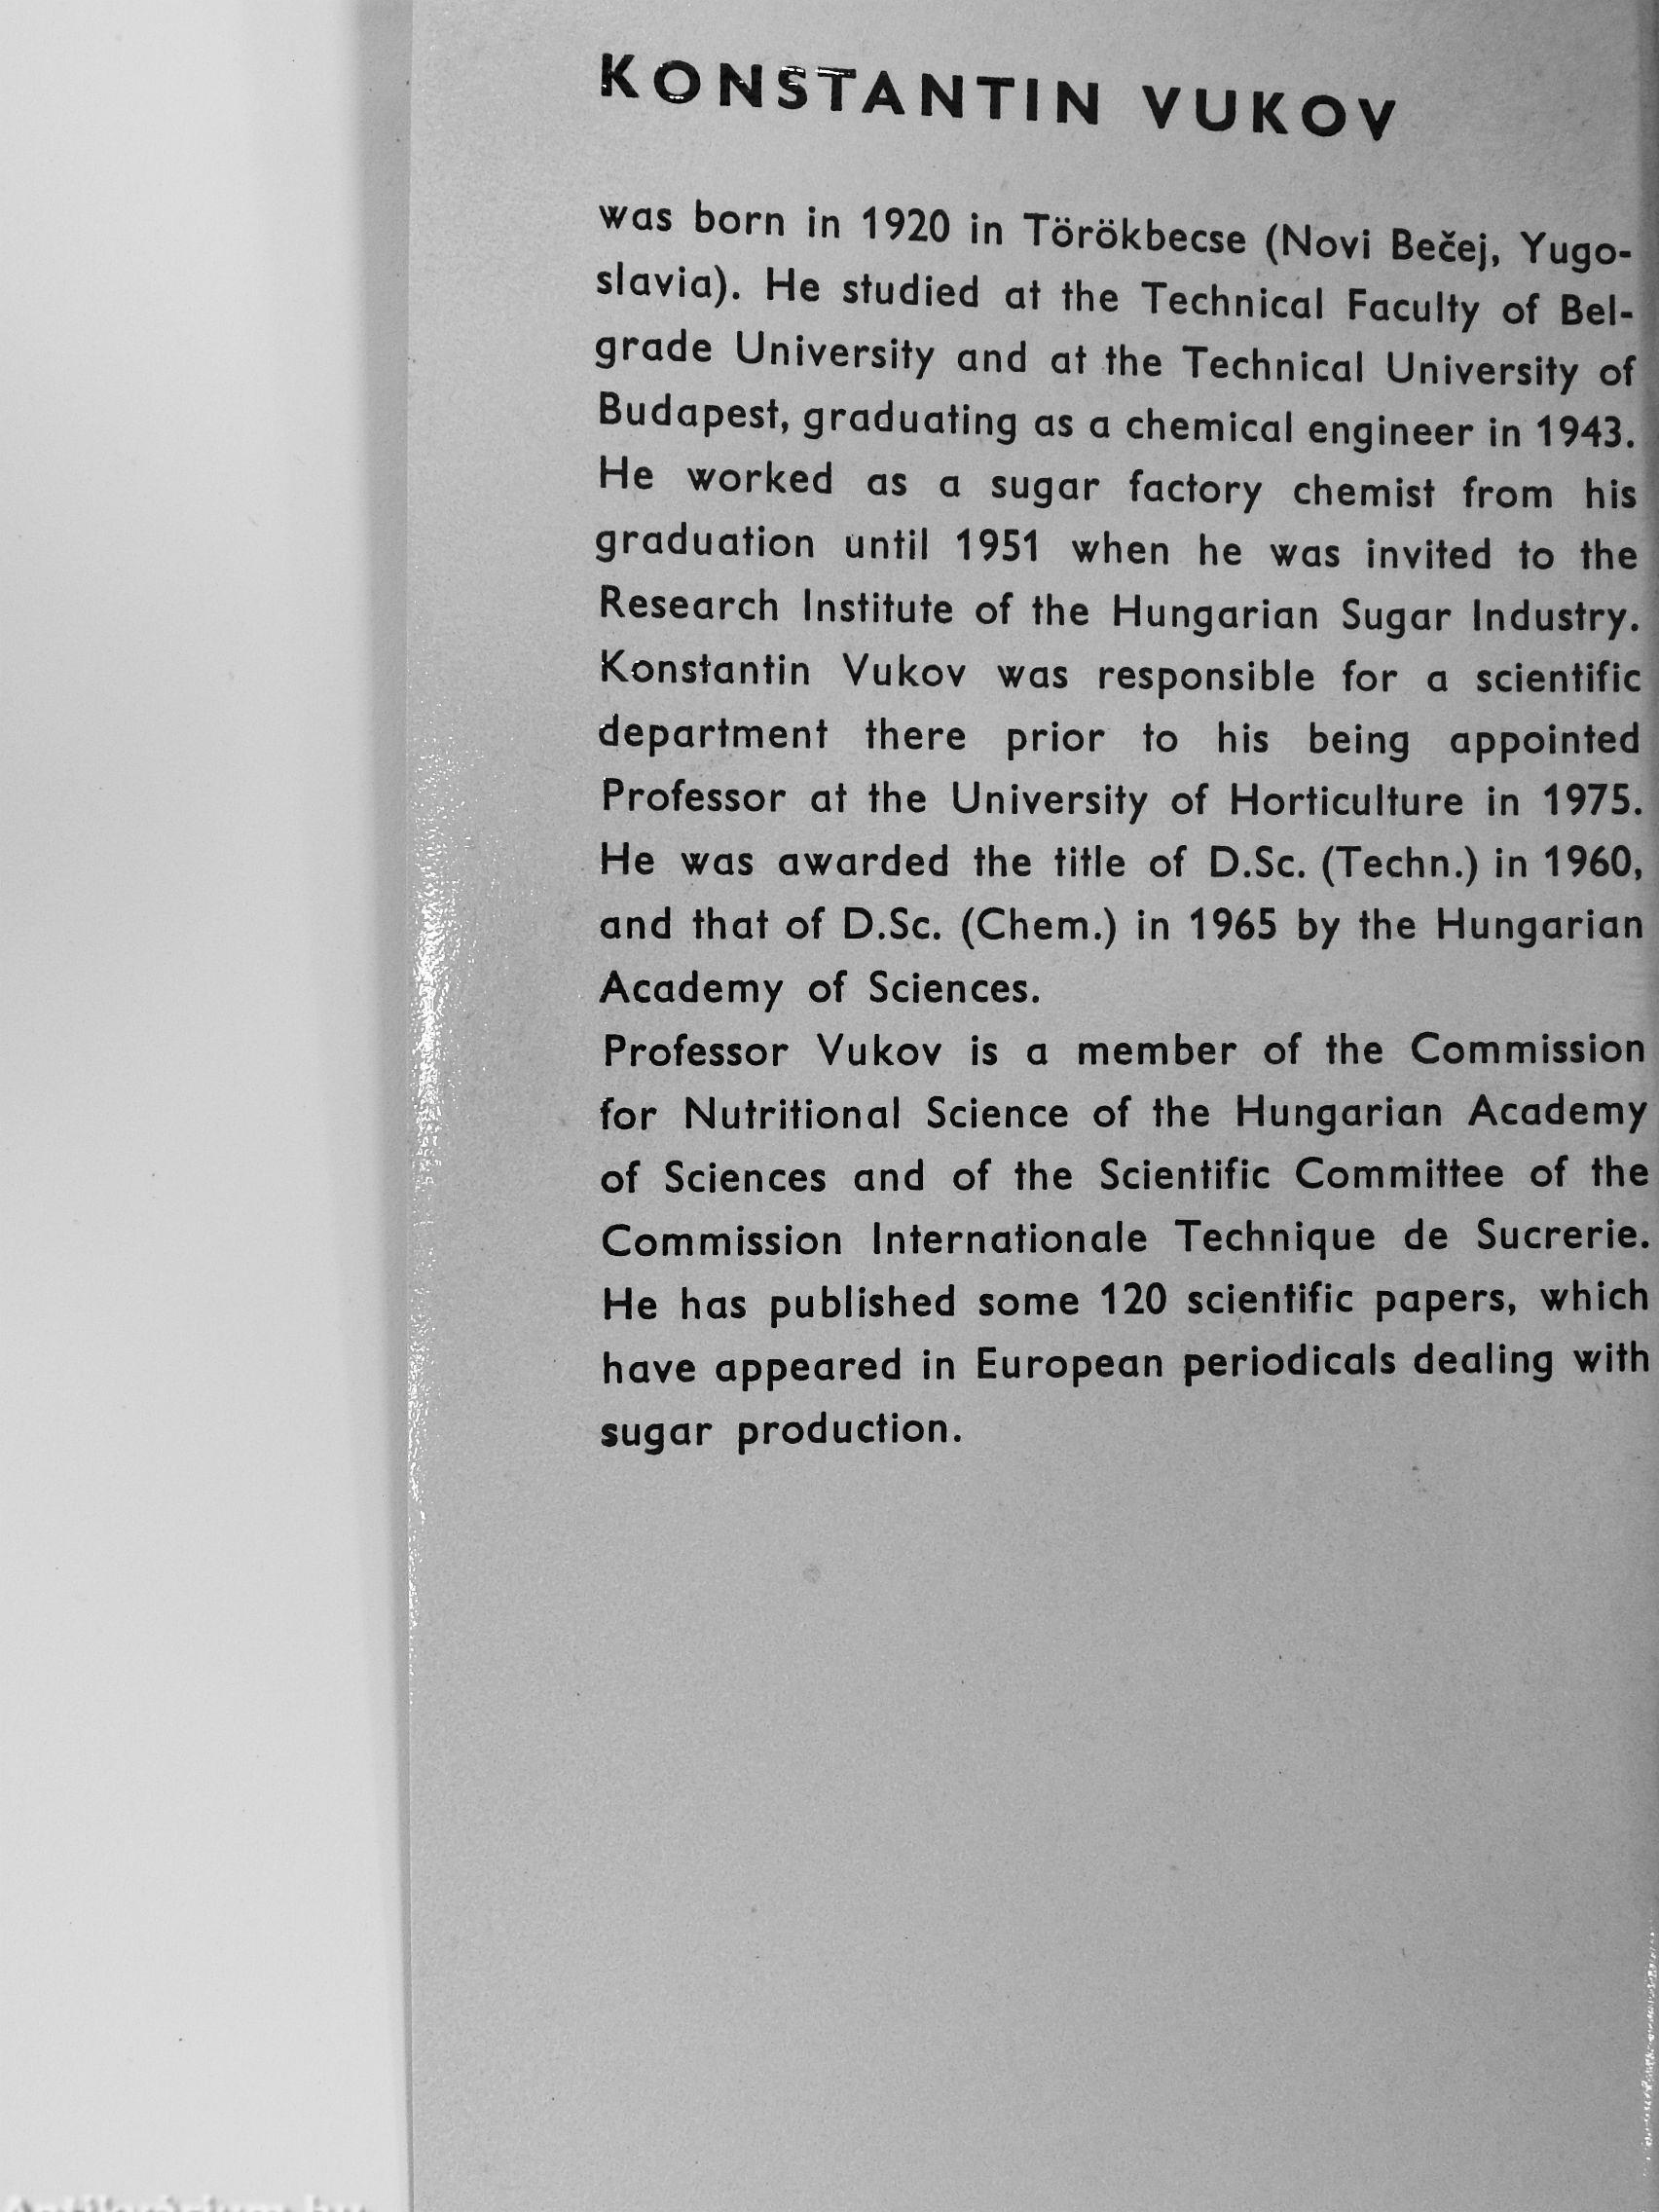 KONSTANTIN VUKOV
was born in 1920 in Törökbecse (Novi Bečej, Yugo-
slavia). He studied at the Technical Faculty of Bel-
grade University and at the Technical University of
Budapest, graduating as a chemical engineer in 1943.
He worked as a sugar factory chemist from his
graduation until 1951 when he was invited to the
Research Institute of the Hungarian Sugar Industry.
Konstantin Vukov was responsible for a scientific
department there prior to his being appointed
Professor at the University of Horticulture in 1975.
He was awarded the title of D.Sc. (Techn.) in 1960,
and that of D.Sc. (Chem.) in 1965 by the Hungarian
Academy of Sciences.
Professor Vukov is a member of the Commission
for Nutritional Science of the Hungarian Academy
of Sciences and of the Scientific Committee of the
Commission Internationale Technique de Sucrerie.
He has published some 120 scientific papers, which
have appeared in European periodicals dealing with
sugar production.